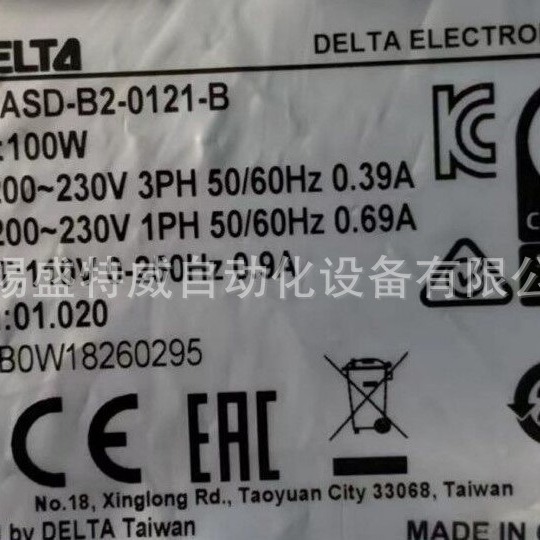 DELTA
DELTA ELECTRO
ASD-B2-0121-B
:100W
200~230V 3PH 50/60Hz 0.39A
200~230V 1PH 50/60Hz 0.69A
0.9A
锡盛特威自动化设备有限公
:01.020
B0W18260295
CE
EAC
No.18, Xinglong Rd., Taoyuan City 33068, Taiwan
by DELTA Taiwan
MADE IN